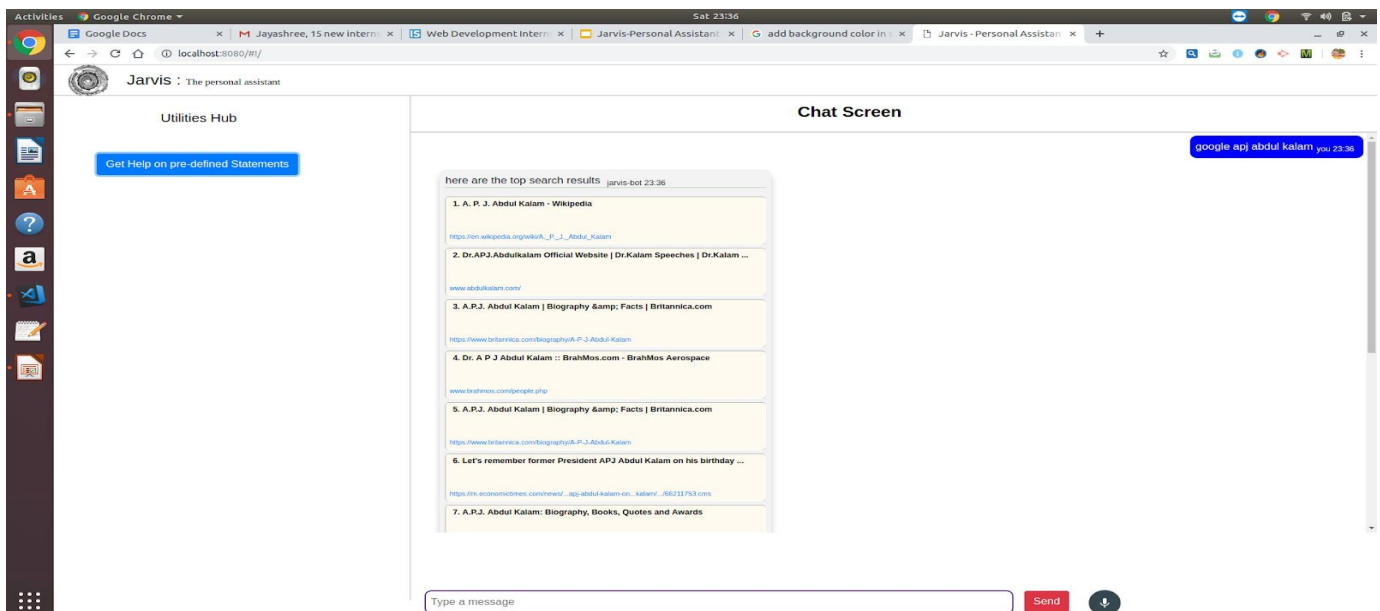 Activities Google Chrome ▾ Sat 23:36
Google Docs × M Jayashree, 15 new interns × Web Development Intern × Jarvis-Personal Assistant × add background color in × Jarvis - Personal Assistan × +
localhost:8080/#!/
Jarvis : The personal assistant
Utilities Hub
Chat Screen
google apj abdul kalam you 23:36
Get Help on pre-defined Statements
here are the top search results jarvis-bot 23:36
1. A. P. J. Abdul Kalam - Wikipedia
https://en.wikipedia.org/wiki/A._P._J._Abdul_Kalam
2. Dr.APJ.Abdulkalam Official Website | Dr.Kalam Speeches | Dr.Kalam ...
www.abdulkalam.com/
3. A.P.J. Abdul Kalam | Biography &amp; Facts | Britannica.com
https://www.britannica.com/biography/A-P-J-Abdul-Kalam
4. Dr. A P J Abdul Kalam :: BrahMos.com - BrahMos Aerospace
www.brahmos.com/people.php
5. A.P.J. Abdul Kalam | Biography &amp; Facts | Britannica.com
https://www.britannica.com/biography/A-P-J-Abdul-Kalam
6. Let's remember former President APJ Abdul Kalam on his birthday ...
https://m.economictimes.com/news/...apj-abdul-kalam-on...kalam/.../66211753.cms
7. A.P.J. Abdul Kalam: Biography, Books, Quotes and Awards
Type a message
Send